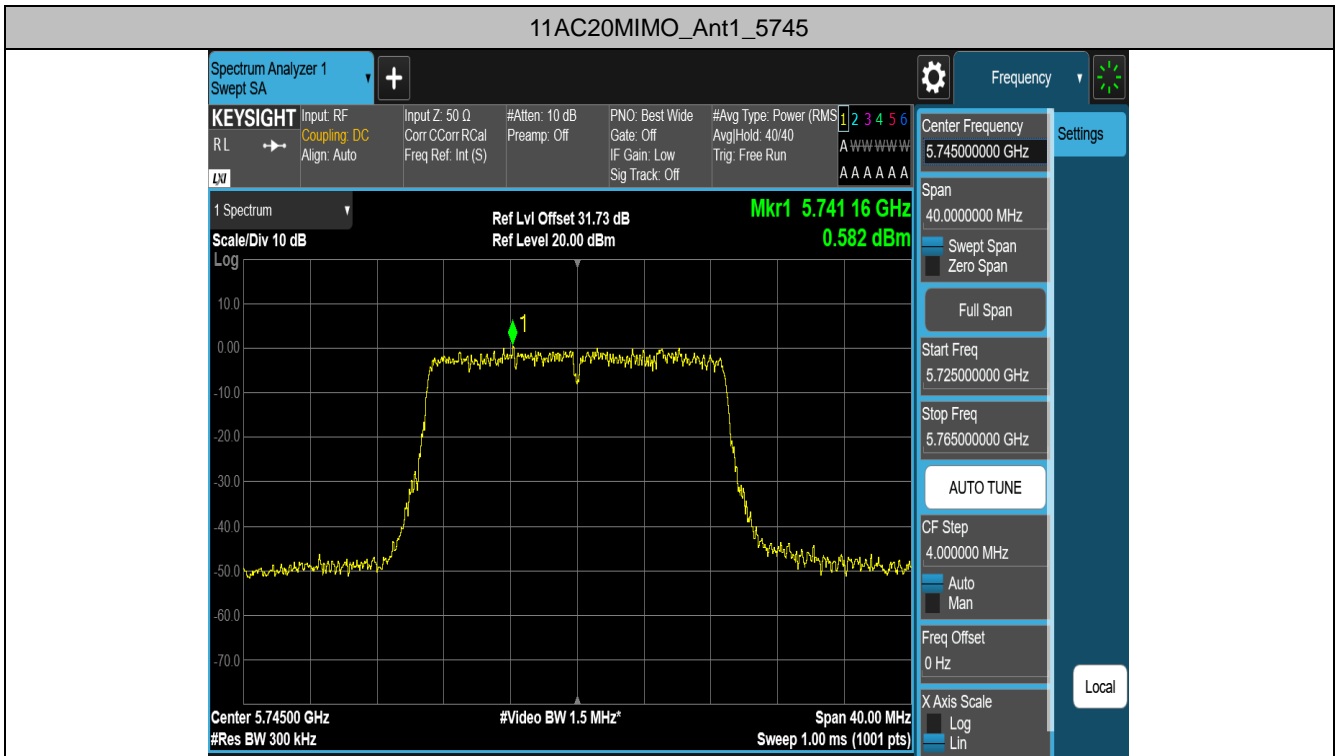 11AC20MIMO_Ant1_5745
Spectrum Analyzer 1
Swept SA
+
Frequency
KEYSIGHT
RL
LXI
Input: RF
Coupling: DC
Align: Auto
Input Z: 50 Ω
Corr CCorr RCal
Freq Ref: Int (S)
#Atten: 10 dB
Preamp: Off
PNO: Best Wide
Gate: Off
IF Gain: Low
Sig Track: Off
#Avg Type: Power (RMS
Avg|Hold: 40/40
Trig: Free Run
1 2 3 4 5 6
A W W W W W
A A A A A A
1 Spectrum
Scale/Div 10 dB
Log
Ref Lvl Offset 31.73 dB
Ref Level 20.00 dBm
Mkr1 5.741 16 GHz
0.582 dBm
1
10.0
0.00
-10.0
-20.0
-30.0
-40.0
-50.0
-60.0
-70.0
Center 5.74500 GHz
#Res BW 300 kHz
#Video BW 1.5 MHz*
Span 40.00 MHz
Sweep 1.00 ms (1001 pts)
Center Frequency
5.745000000 GHz
Settings
Span
40.0000000 MHz
Swept Span
Zero Span
Full Span
Start Freq
5.725000000 GHz
Stop Freq
5.765000000 GHz
AUTO TUNE
CF Step
4.000000 MHz
Auto
Man
Freq Offset
0 Hz
X Axis Scale
Log
Lin
Local